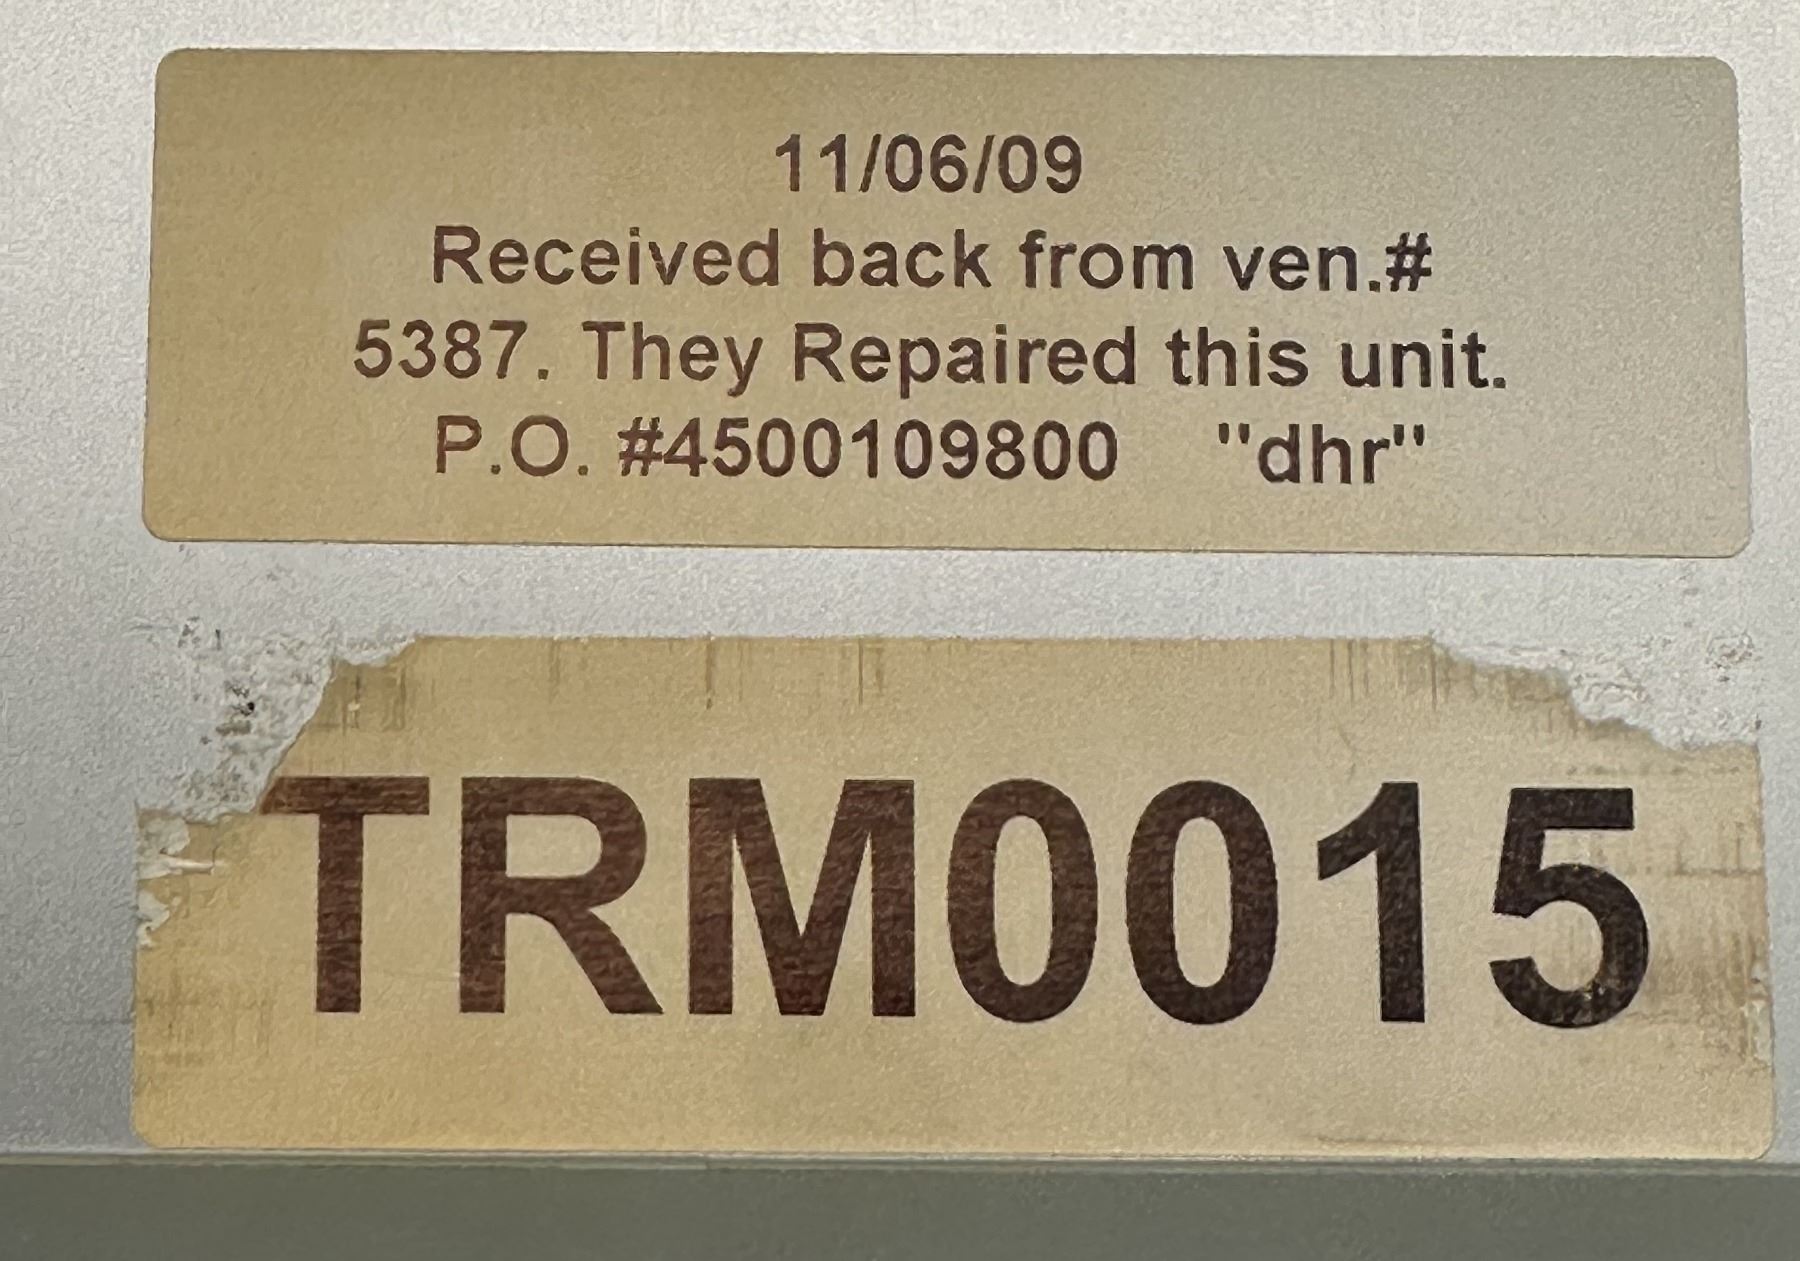 11/06/09
Received back from ven.#
5387. They Repaired this unit.
P.O. #4500109800 "dhr"
TRM0015